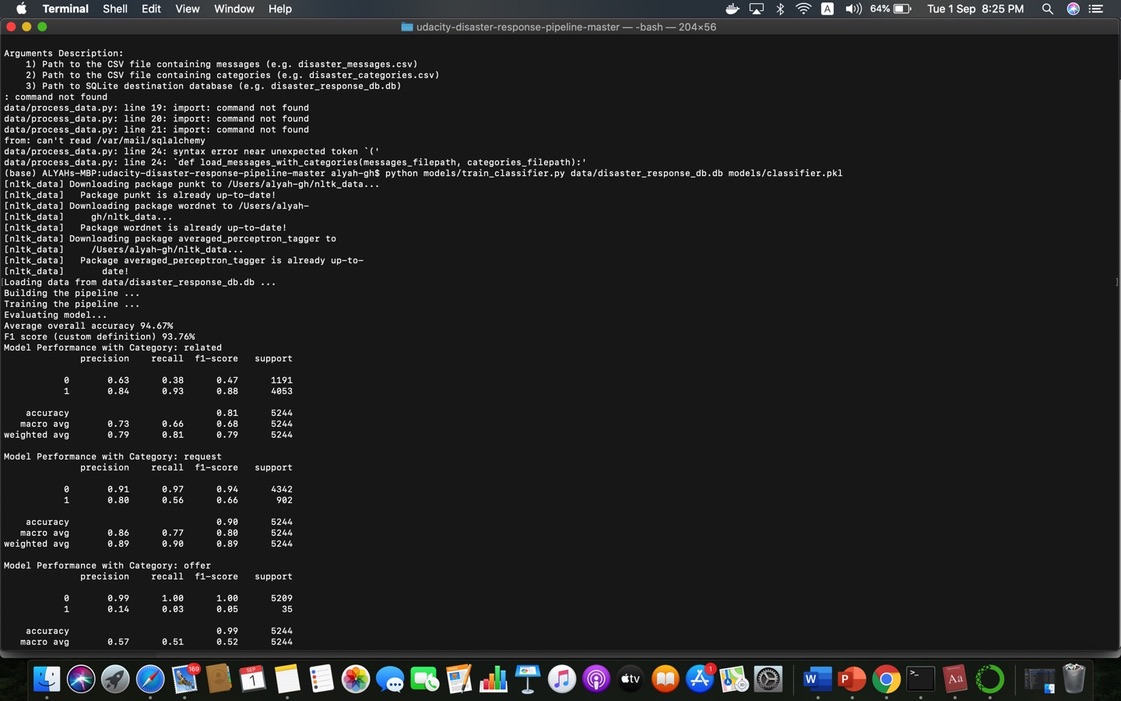 Terminal Shell Edit View Window Help A 64% Tue 1 Sep 8:25 PM
udacity-disaster-response-pipeline-master — -bash — 204×56
Arguments Description:
1) Path to the CSV file containing messages (e.g. disaster_messages.csv)
2) Path to the CSV file containing categories (e.g. disaster_categories.csv)
3) Path to SQLite destination database (e.g. disaster_response_db.db)
: command not found
data/process_data.py: line 19: import: command not found
data/process_data.py: line 20: import: command not found
data/process_data.py: line 21: import: command not found
from: can't read /var/mail/sqlalchemy
data/process_data.py: line 24: syntax error near unexpected token `('
data/process_data.py: line 24: `def load_messages_with_categories(messages_filepath, categories_filepath):'
(base) ALYAHs-MBP:udacity-disaster-response-pipeline-master alyah-gh$ python models/train_classifier.py data/disaster_response_db.db models/classifier.pkl
[nltk_data] Downloading package punkt to /Users/alyah-gh/nltk_data...
[nltk_data]   Package punkt is already up-to-date!
[nltk_data] Downloading package wordnet to /Users/alyah-
[nltk_data]     gh/nltk_data...
[nltk_data]   Package wordnet is already up-to-date!
[nltk_data] Downloading package averaged_perceptron_tagger to
[nltk_data]     /Users/alyah-gh/nltk_data...
[nltk_data]   Package averaged_perceptron_tagger is already up-to-
[nltk_data]       date!
[Loading data from data/disaster_response_db.db ... ]
Building the pipeline ...
Training the pipeline ...
Evaluating model...
Average overall accuracy 94.67%
F1 score (custom definition) 93.76%
Model Performance with Category: related
precision recall f1-score support
0 0.63 0.38 0.47 1191
1 0.84 0.93 0.88 4053
accuracy 0.81 5244
macro avg 0.73 0.66 0.68 5244
weighted avg 0.79 0.81 0.79 5244
Model Performance with Category: request
precision recall f1-score support
0 0.91 0.97 0.94 4342
1 0.80 0.56 0.66 902
accuracy 0.90 5244
macro avg 0.86 0.77 0.80 5244
weighted avg 0.89 0.90 0.89 5244
Model Performance with Category: offer
precision recall f1-score support
0 0.99 1.00 1.00 5209
1 0.14 0.03 0.05 35
accuracy 0.99 5244
macro avg 0.57 0.51 0.52 5244
169 SEP 1 tv 1 W P >_ Aa